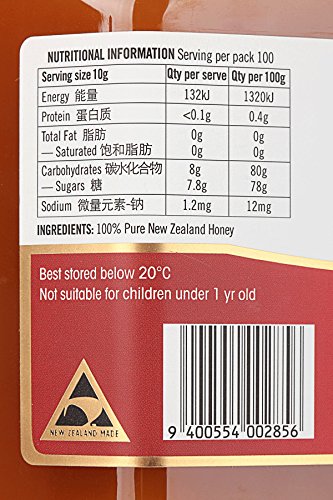 NUTRITIONAL INFORMATION Serving per pack 100
Serving size 10g Qty per serve Qty per 100g
Energy 能量 132kJ 1320kJ
Protein 蛋白质 <0.1g 0.4g
Total Fat 脂肪 0g 0g
— Saturated 饱和脂肪 0g 0g
Carbohydrates 碳水化合物 8g 80g
— Sugars 糖 7.8g 78g
Sodium 微量元素-钠 1.2mg 12mg
INGREDIENTS: 100% Pure New Zealand Honey
Best stored below 20°C
Not suitable for children under 1 yr old
NEW ZEALAND MADE
9 400554 002856